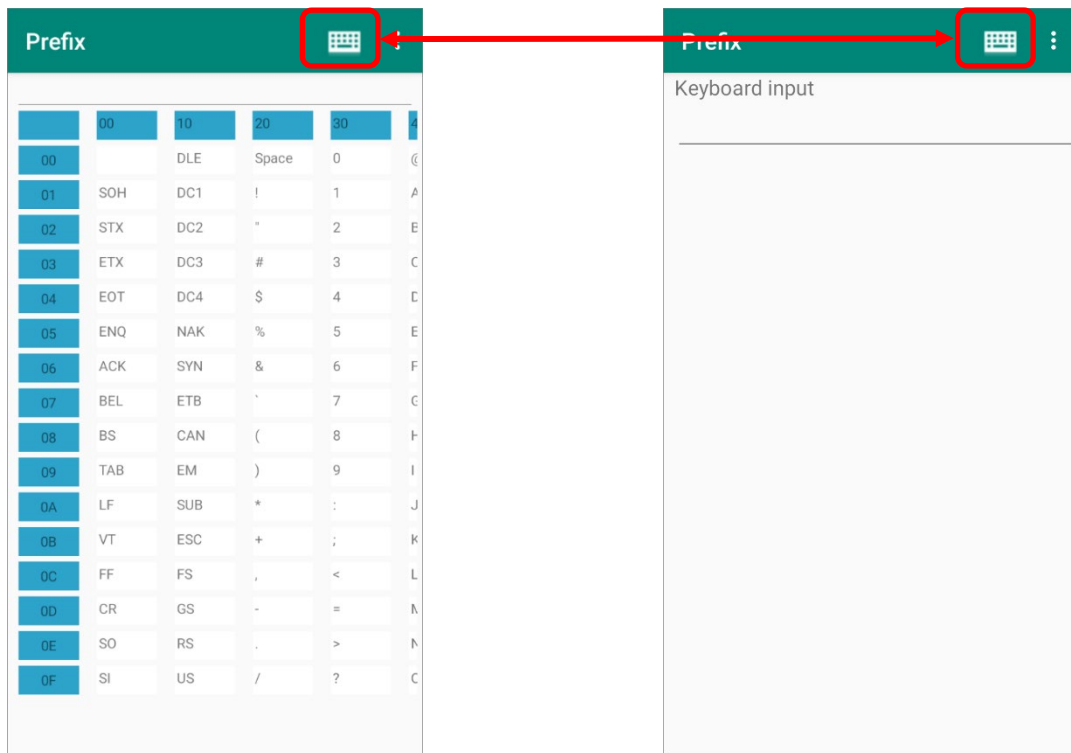 Prefix
00 10 20 30 4
00 DLE Space 0 @
01 SOH DC1 ! 1 A
02 STX DC2 " 2 B
03 ETX DC3 # 3 C
04 EOT DC4 $ 4 D
05 ENQ NAK % 5 E
06 ACK SYN & 6 F
07 BEL ETB ` 7 G
08 BS CAN ( 8 H
09 TAB EM ) 9 I
0A LF SUB * : J
0B VT ESC + ; K
0C FF FS , < L
0D CR GS - = M
0E SO RS . > N
0F SI US / ? O
Prefix
Keyboard input